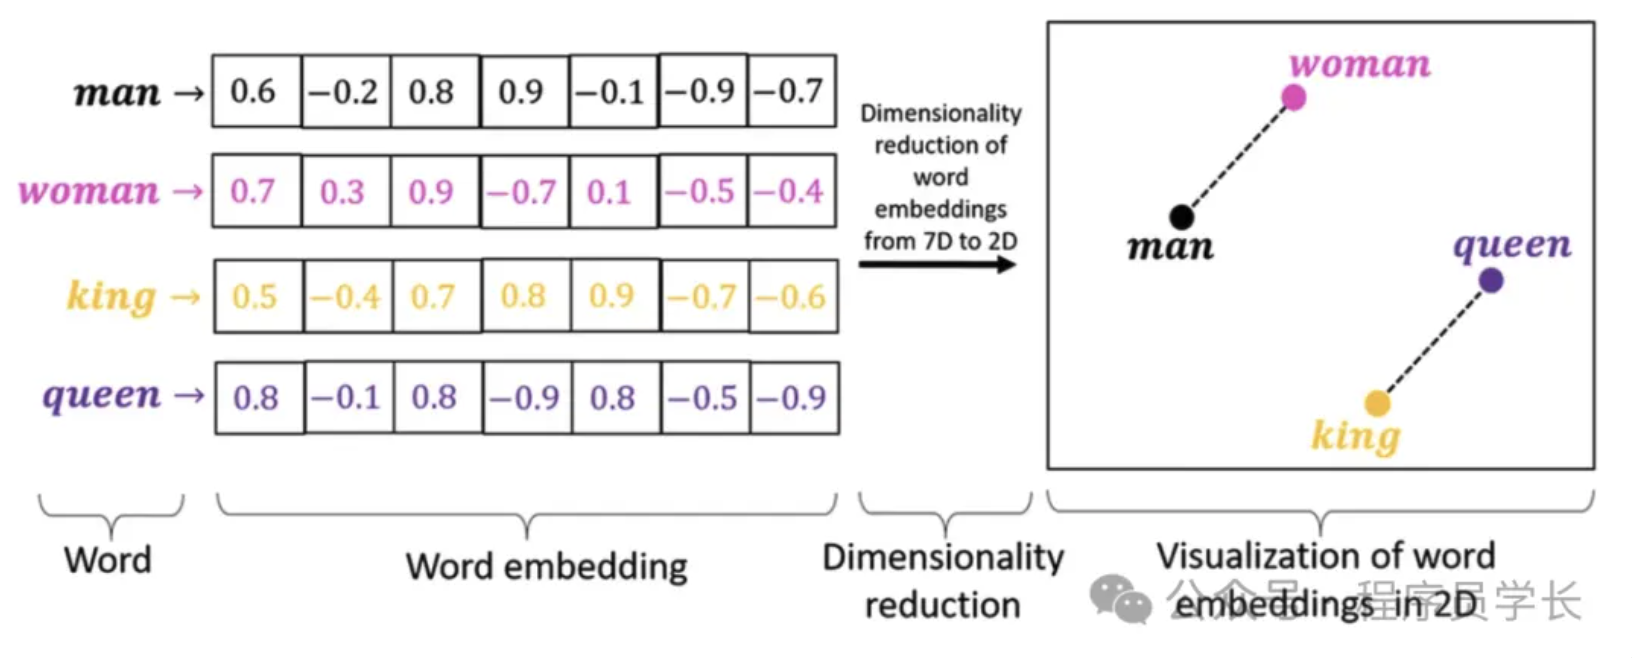 man → 0.6 −0.2 0.8 0.9 −0.1 −0.9 −0.7
woman → 0.7 0.3 0.9 −0.7 0.1 −0.5 −0.4
king → 0.5 −0.4 0.7 0.8 0.9 −0.7 −0.6
queen → 0.8 −0.1 0.8 −0.9 0.8 −0.5 −0.9
Dimensionality
reduction of
word
embeddings
from 7D to 2D
woman
man
queen
king
Word
Word embedding
Dimensionality
reduction
Visualization of word
embeddings in 2D
公众号 程序员学长